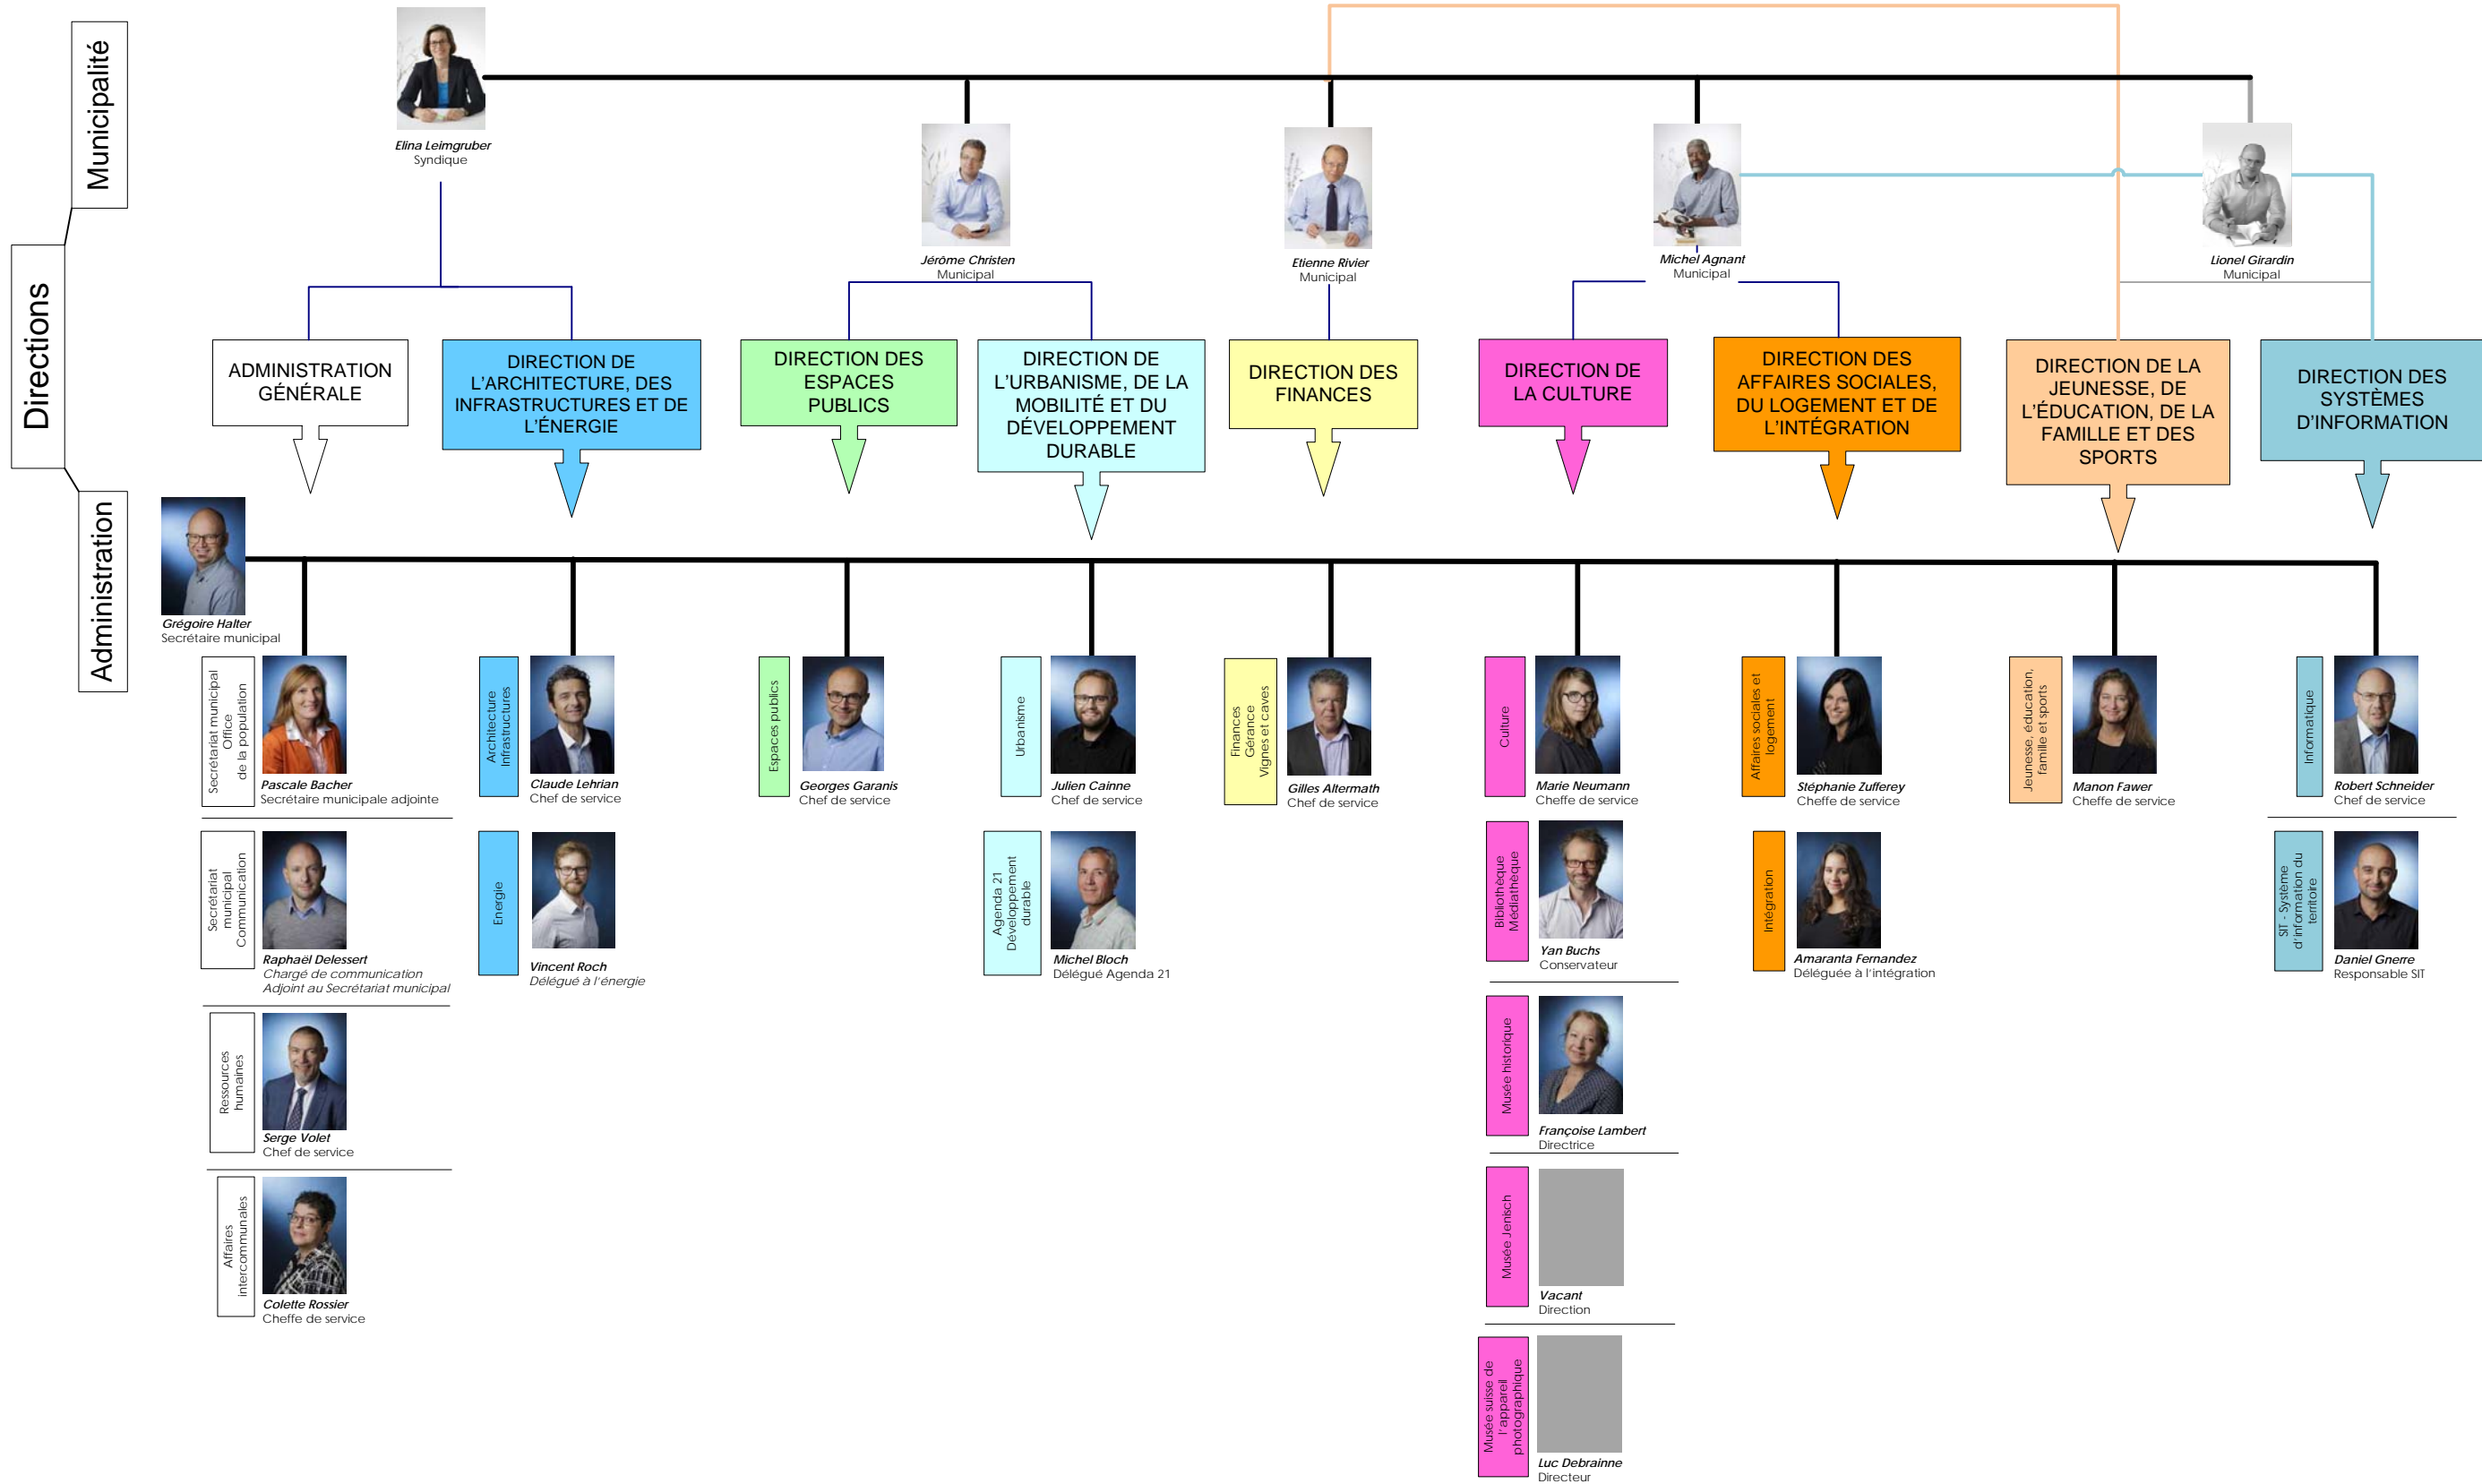 Municipalité
Directions
Administration
Elina Leimgruber
Syndique
Jérôme Christen
Municipal
Etienne Rivier
Municipal
Michel Agnant
Municipal
Lionel Girardin
Municipal
ADMINISTRATION
GÉNÉRALE
DIRECTION DE
L'ARCHITECTURE, DES
INFRASTRUCTURES ET DE
L'ÉNERGIE
DIRECTION DES
ESPACES
PUBLICS
DIRECTION DE
L'URBANISME, DE LA
MOBILITÉ ET DU
DÉVELOPPEMENT
DURABLE
DIRECTION DES
FINANCES
DIRECTION DE
LA CULTURE
DIRECTION DES
AFFAIRES SOCIALES,
DU LOGEMENT ET DE
L'INTÉGRATION
DIRECTION DE LA
JEUNESSE, DE
L'ÉDUCATION, DE LA
FAMILLE ET DES
SPORTS
DIRECTION DES
SYSTÈMES
D'INFORMATION
Grégoire Halter
Secrétaire municipal
Secrétariat municipal
Office
de la population
Pascale Bacher
Secrétaire municipale adjointe
Secrétariat
municipal
Communication
Raphaël Delessert
Chargé de communication
Adjoint au Secrétariat municipal
Ressources
humaines
Serge Volet
Chef de service
Affaires
intercommunales
Colette Rossier
Cheffe de service
Architecture
Infrastructures
Claude Lehrian
Chef de service
Energie
Vincent Roch
Délégué à l'énergie
Espaces publics
Georges Garanis
Chef de service
Urbanisme
Julien Cainne
Chef de service
Agenda 21
Développement
durable
Michel Bloch
Délégué Agenda 21
Finances
Gérance
Vignes et caves
Gilles Altermath
Chef de service
Culture
Marie Neumann
Cheffe de service
Bibliothèque
Médiathèque
Yan Buchs
Conservateur
Musée historique
Françoise Lambert
Directrice
Musée Jenisch
Vacant
Direction
Musée suisse de
l'appareil
photographique
Luc Debrainne
Directeur
Affaires sociales et
logement
Stéphanie Zufferey
Cheffe de service
Intégration
Amaranta Fernandez
Déléguée à l'intégration
Jeunesse, éducation,
famille et sports
Manon Fawer
Cheffe de service
Informatique
Robert Schneider
Chef de service
SIT - Système
d'information du
territoire
Daniel Gnerre
Responsable SIT